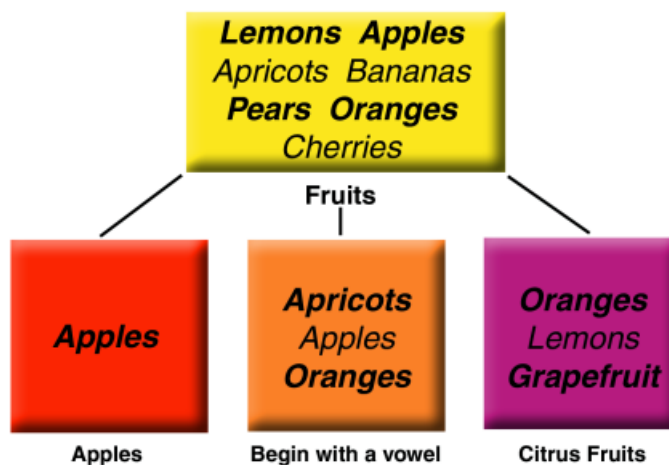 Lemons Apples
Apricots Bananas
Pears Oranges
Cherries
Fruits
Apples
Apricots
Apples
Oranges
Oranges
Lemons
Grapefruit
Apples
Begin with a vowel
Citrus Fruits